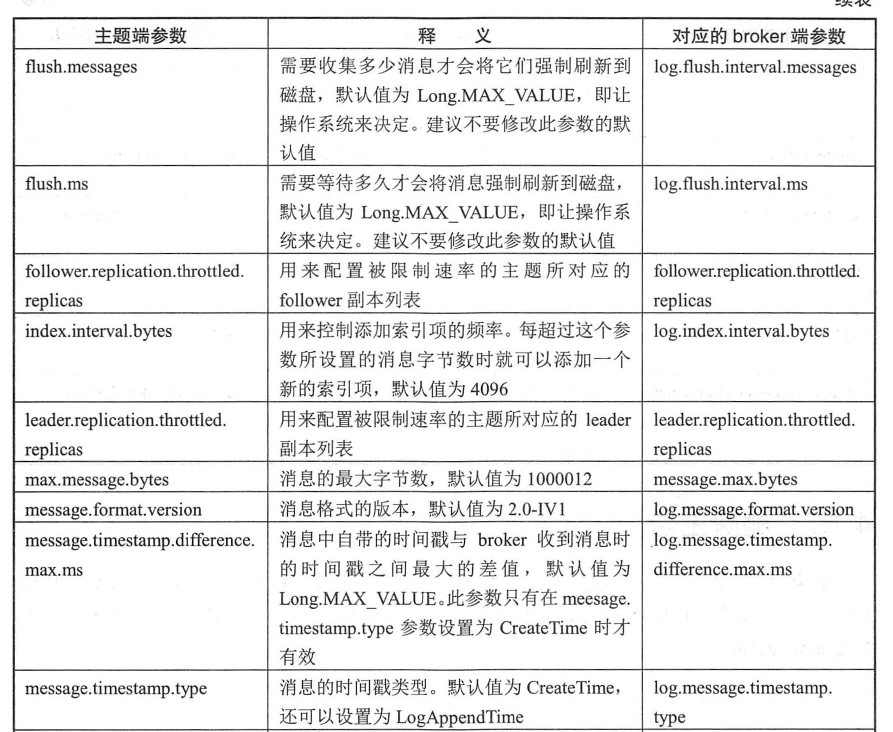 续表
主题端参数 释 义 对应的 broker 端参数
flush.messages 需要收集多少消息才会将它们强制刷新到 log.flush.interval.messages
磁盘，默认值为 Long.MAX_VALUE，即让
操作系统来决定。建议不要修改此参数的默
认值
flush.ms 需要等待多久才会将消息强制刷新到磁盘， log.flush.interval.ms
默认值为 Long.MAX_VALUE，即让操作系
统来决定。建议不要修改此参数的默认值
follower.replication.throttled. 用来配置被限制速率的主题所对应的 follower.replication.throttled.
replicas follower 副本列表 replicas
index.interval.bytes 用来控制添加索引项的频率。每超过这个参 log.index.interval.bytes
数所设置的消息字节数时就可以添加一个
新的索引项，默认值为 4096
leader.replication.throttled. 用来配置被限制速率的主题所对应的 leader leader.replication.throttled.
replicas 副本列表 replicas
max.message.bytes 消息的最大字节数，默认值为 1000012 message.max.bytes
message.format.version 消息格式的版本，默认值为 2.0-IV1 log.message.format.version
message.timestamp.difference. 消息中自带的时间戳与 broker 收到消息时 log.message.timestamp.
max.ms 的时间戳之间最大的差值，默认值为 difference.max.ms
Long.MAX_VALUE。此参数只有在 meesage.
timestamp.type 参数设置为 CreateTime 时才
有效
message.timestamp.type 消息的时间戳类型。默认值为 CreateTime， log.message.timestamp.
还可以设置为 LogAppendTime type